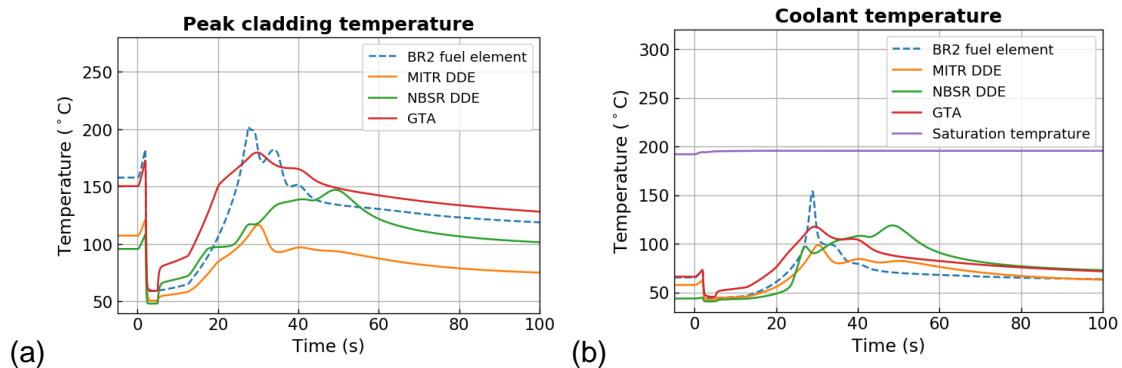 Peak cladding temperature
Temperature (°C)
250
200
150
100
50
0
20
40
60
80
100
Time (s)
BR2 fuel element
MITR DDE
NBSR DDE
GTA
(a)
Coolant temperature
Temperature (°C)
300
250
200
150
100
50
0
20
40
60
80
100
Time (s)
BR2 fuel element
MITR DDE
NBSR DDE
GTA
Saturation temprature
(b)